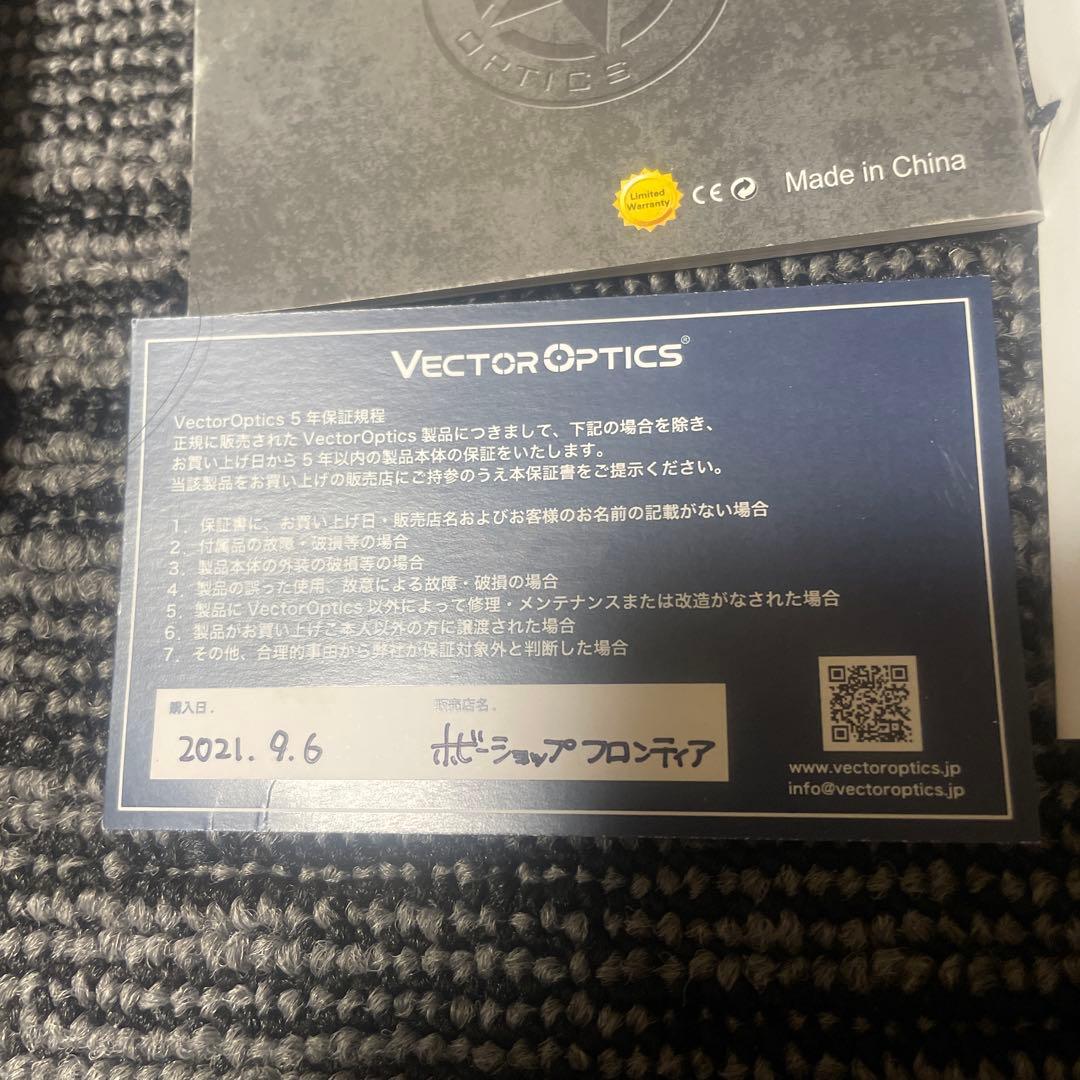 OPTICS
Limited
Warranty
CE
Made in China
VECTOR OPTICS®
VectorOptics 5 年保証規程
正規に販売された VectorOptics 製品につきまして、下記の場合を除き、
お買い上げ日から 5 年以内の製品本体の保証をいたします。
当該製品をお買い上げの販売店にご持参のうえ本保証書をご提示ください。
1. 保証書に、お買い上げ日・販売店名およびお客様のお名前の記載がない場合
2. 付属品の故障・破損等の場合
3. 製品本体の外装の破損等の場合
4. 製品の誤った使用、故意による故障・破損の場合
5. 製品に VectorOptics 以外によって修理・メンテナンスまたは改造がなされた場合
6. 製品がお買い上げご本人以外の方に譲渡された場合
7. その他、合理的事由から弊社が保証対象外と判断した場合
購入日.
販売店名.
2021.9.6
ホビーショップフロンティア
www.vectoroptics.jp
info@vectoroptics.jp